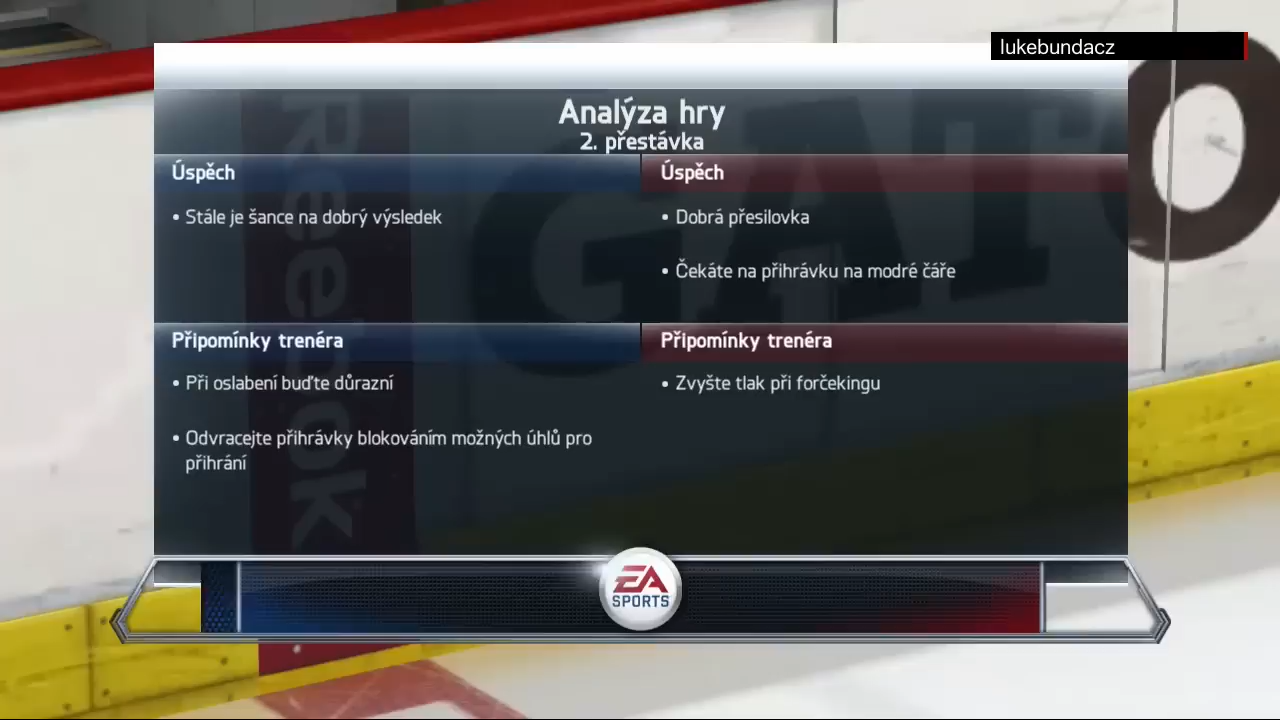 lukebundacz
Analýza hry
2. přestávka
Úspěch
• Stále je šance na dobrý výsledek
Připomínky trenéra
• Při oslabení buďte důrazní
• Odvracejte přihrávky blokováním možných úhlů pro
přihrání
Úspěch
• Dobrá přesilovka
• Čekáte na přihrávku na modré čáře
Připomínky trenéra
• Zvyšte tlak při forčekingu
Reebok
GATO
EA
SPORTS